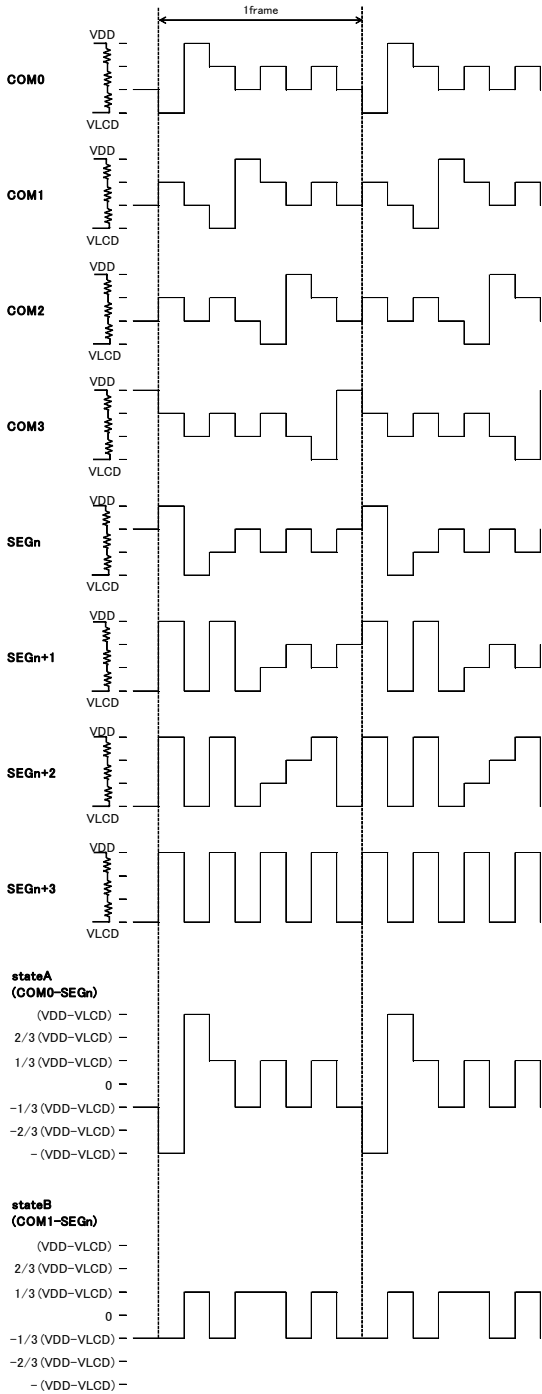 1frame
VDD
COM0
VLCD
VDD
COM1
VLCD
VDD
COM2
VLCD
VDD
COM3
VLCD
VDD
SEGn
VLCD
VDD
SEGn+1
VLCD
VDD
SEGn+2
VLCD
VDD
SEGn+3
VLCD
stateA
(COM0-SEGn)
(VDD-VLCD)
2/3(VDD-VLCD)
1/3(VDD-VLCD)
0
-1/3(VDD-VLCD)
-2/3(VDD-VLCD)
-(VDD-VLCD)
stateB
(COM1-SEGn)
(VDD-VLCD)
2/3(VDD-VLCD)
1/3(VDD-VLCD)
0
-1/3(VDD-VLCD)
-2/3(VDD-VLCD)
-(VDD-VLCD)